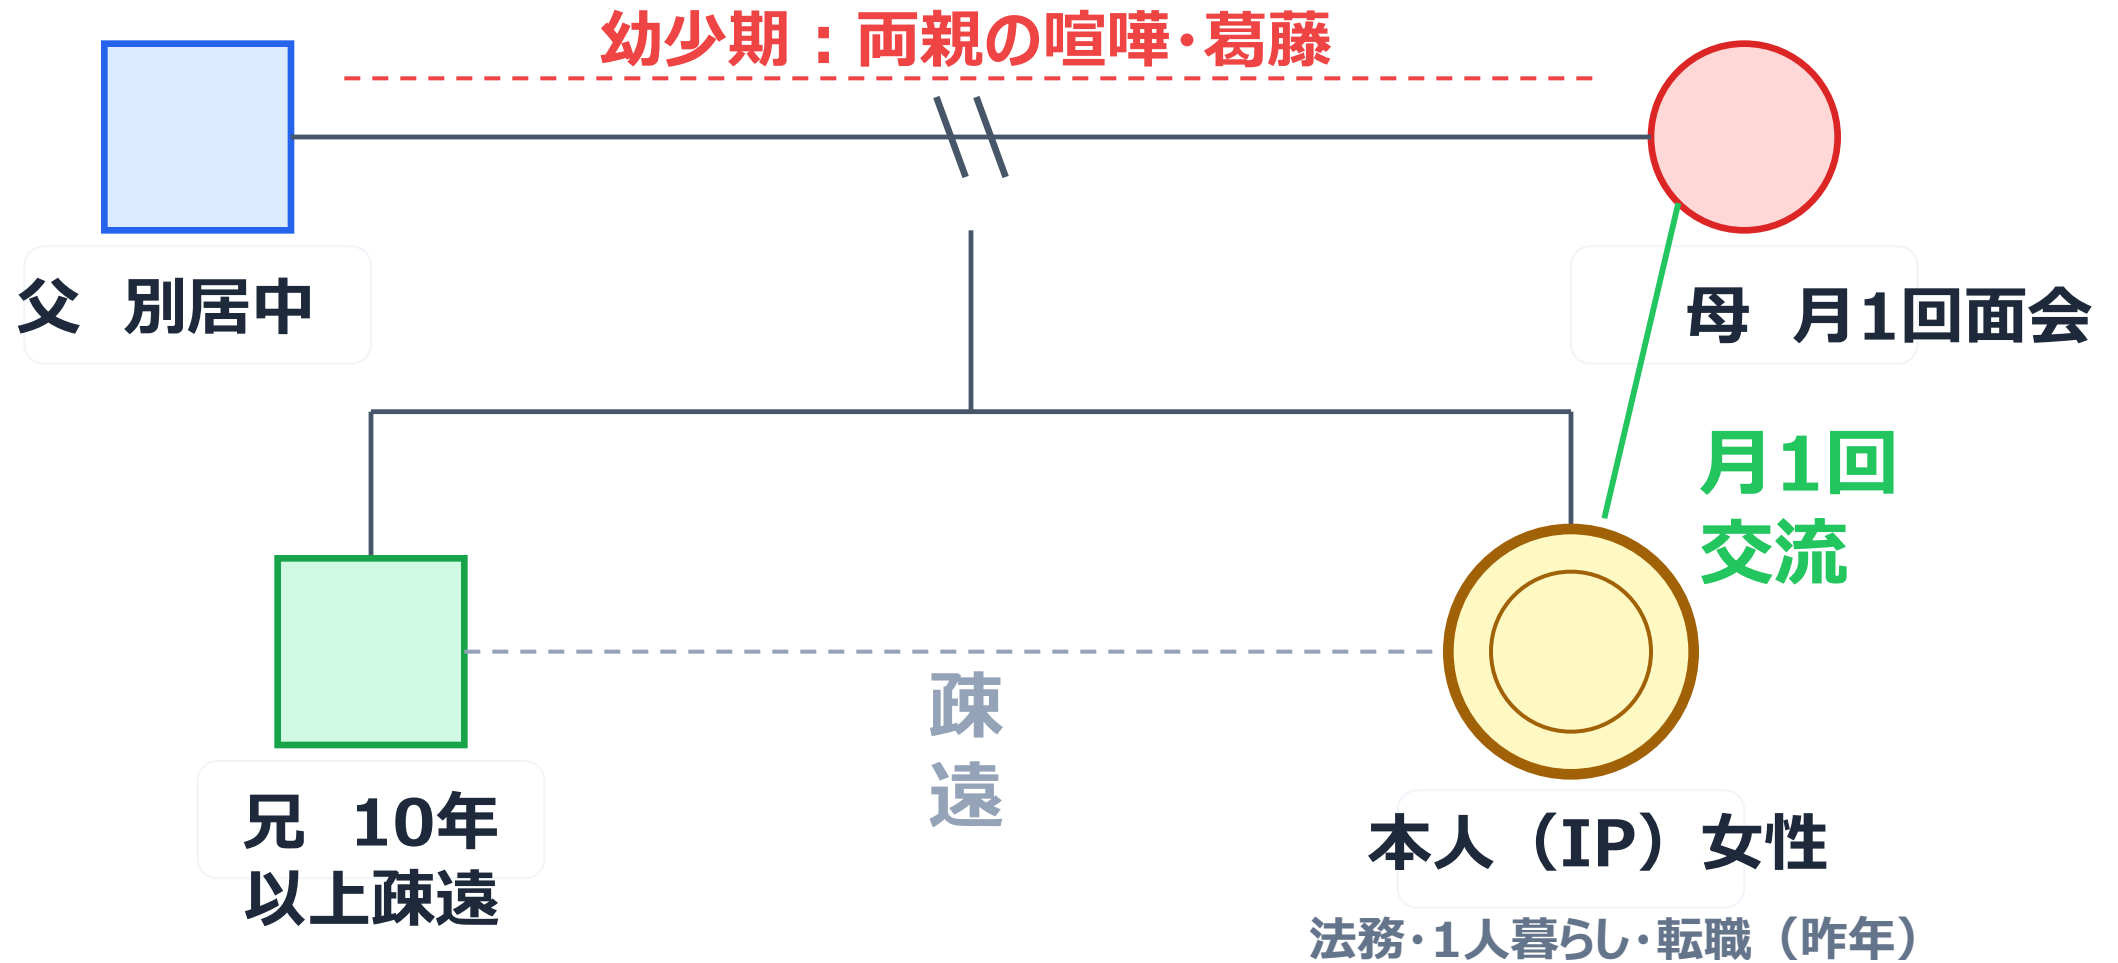 幼少期：両親の喧嘩・葛藤
父 別居中
母 月1回面会
月1回
交流
疎
遠
兄 10年
以上疎遠
本人（IP）女性
法務・1人暮らし・転職（昨年）